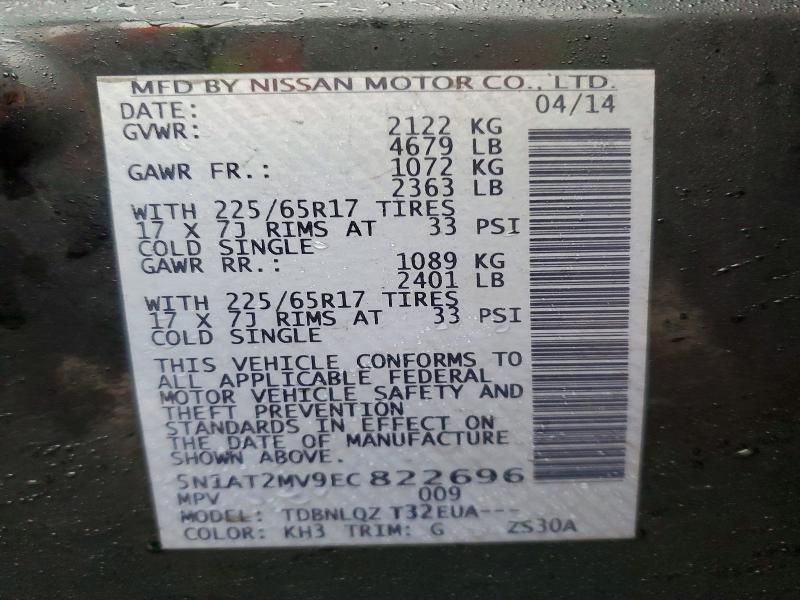 MFD BY NISSAN MOTOR CO., LTD.
DATE: 04/14
GVWR: 2122 KG
4679 LB
GAWR FR.: 1072 KG
2363 LB
WITH 225/65R17 TIRES
17 X 7J RIMS AT 33 PSI
COLD SINGLE
GAWR RR.: 1089 KG
2401 LB
WITH 225/65R17 TIRES
17 X 7J RIMS AT 33 PSI
COLD SINGLE
THIS VEHICLE CONFORMS TO
ALL APPLICABLE FEDERAL
MOTOR VEHICLE SAFETY AND
THEFT PREVENTION
STANDARDS IN EFFECT ON
THE DATE OF MANUFACTURE
SHOWN ABOVE.
5N1AT2MV9EC822696
MPV 009
MODEL: TDBNLQZ T32EUA---
COLOR: KH3 TRIM: G ZS30A